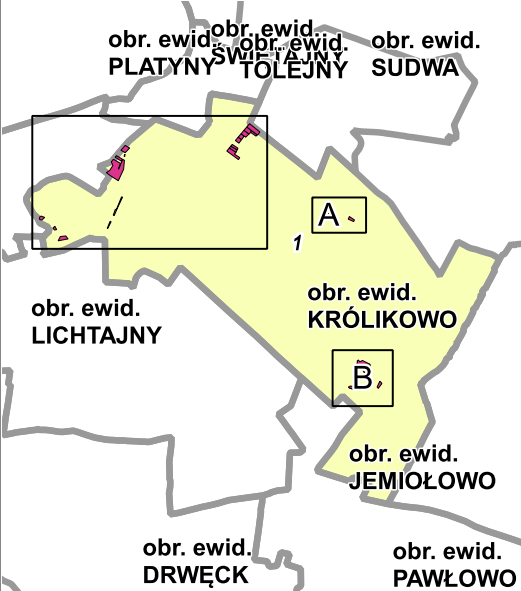 obr. ewid.
PLATYNY
obr. ewid.
ŚWIĘTAJNY
obr. ewid.
TOLEJNY
obr. ewid.
SUDWA
A
1
obr. ewid.
KRÓLIKOWO
obr. ewid.
LICHTAJNY
B
obr. ewid.
JEMIOŁOWO
obr. ewid.
DRWĘCK
obr. ewid.
PAWŁOWO